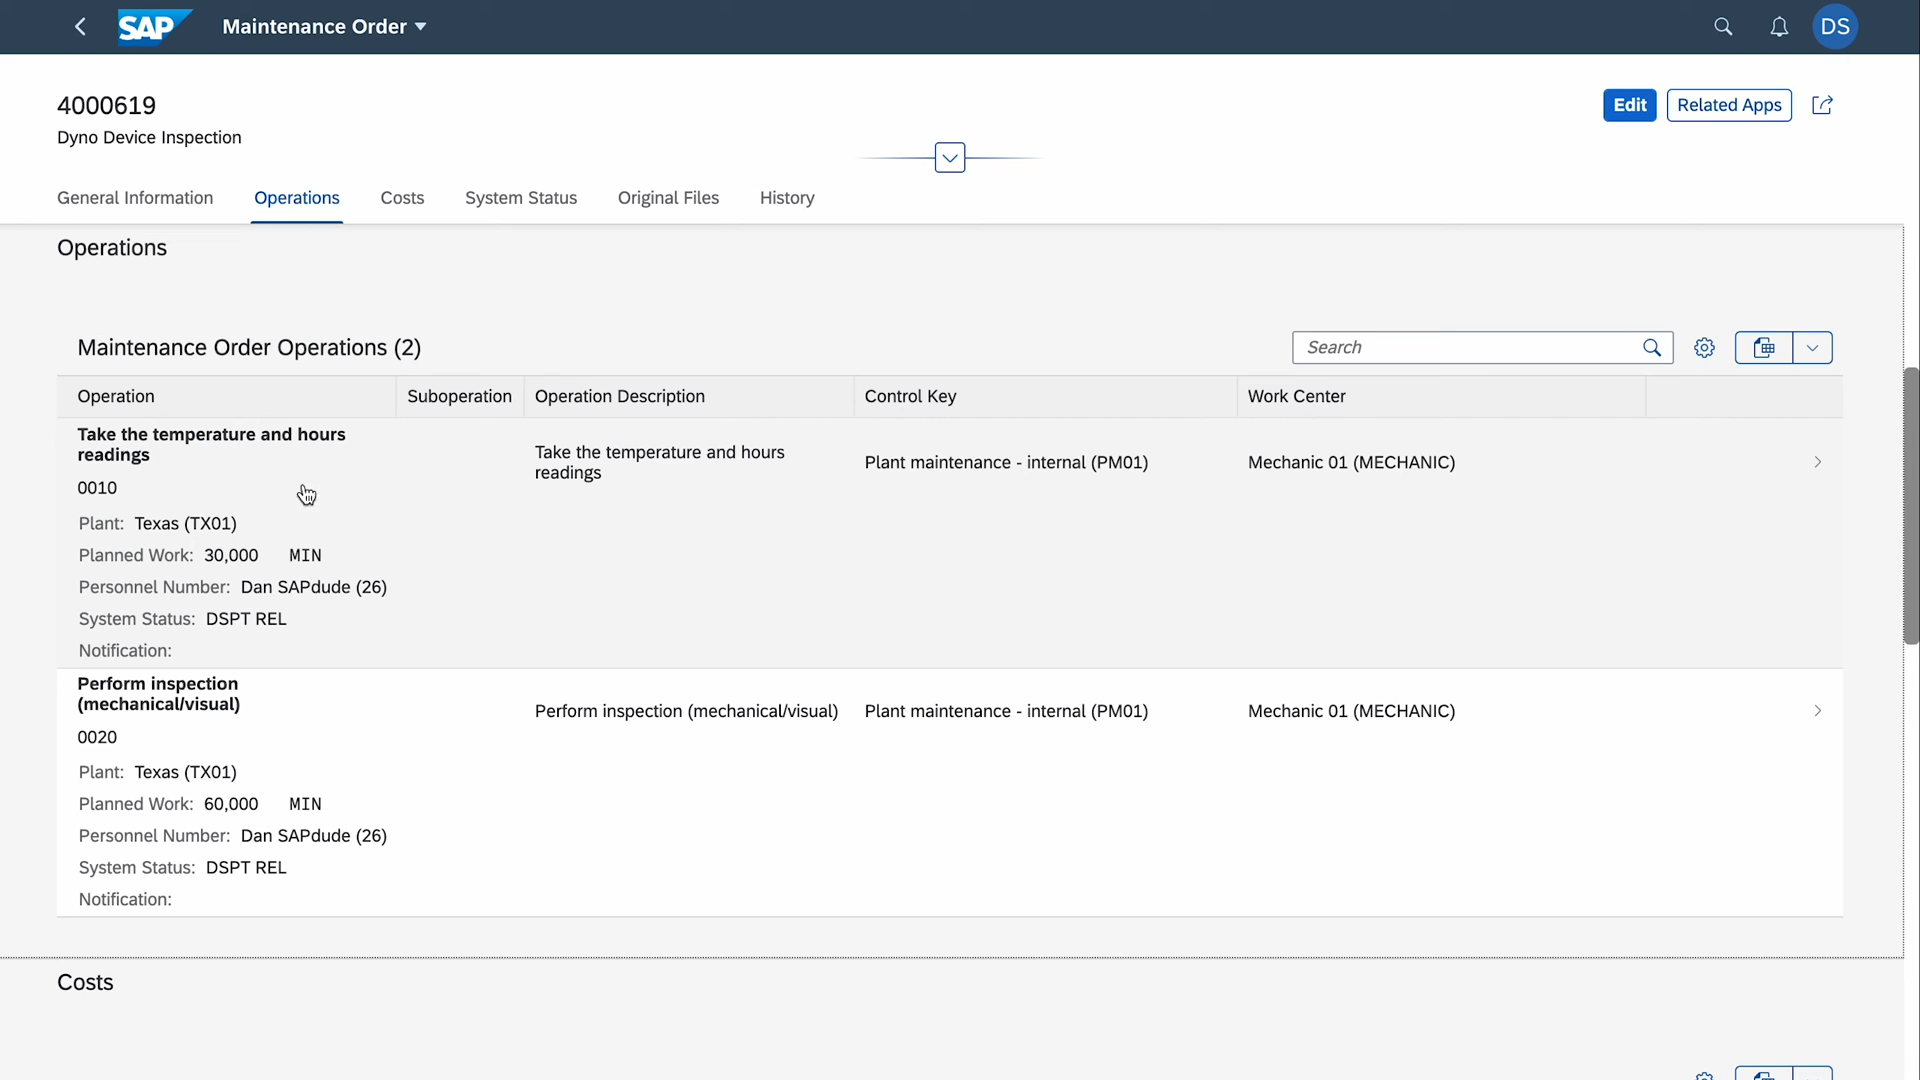 SAP Maintenance Order DS
4000619 Edit Related Apps
Dyno Device Inspection
General Information Operations Costs System Status Original Files History
Operations
Maintenance Order Operations (2) Search
Operation Suboperation Operation Description Control Key Work Center
Take the temperature and hours
readings
0010
Take the temperature and hours
readings
Plant maintenance - internal (PM01)
Mechanic 01 (MECHANIC)
Plant: Texas (TX01)
Planned Work: 30,000 MIN
Personnel Number: Dan SAPdude (26)
System Status: DSPT REL
Notification:
Perform inspection
(mechanical/visual)
0020
Perform inspection (mechanical/visual)
Plant maintenance - internal (PM01)
Mechanic 01 (MECHANIC)
Plant: Texas (TX01)
Planned Work: 60,000 MIN
Personnel Number: Dan SAPdude (26)
System Status: DSPT REL
Notification:
Costs